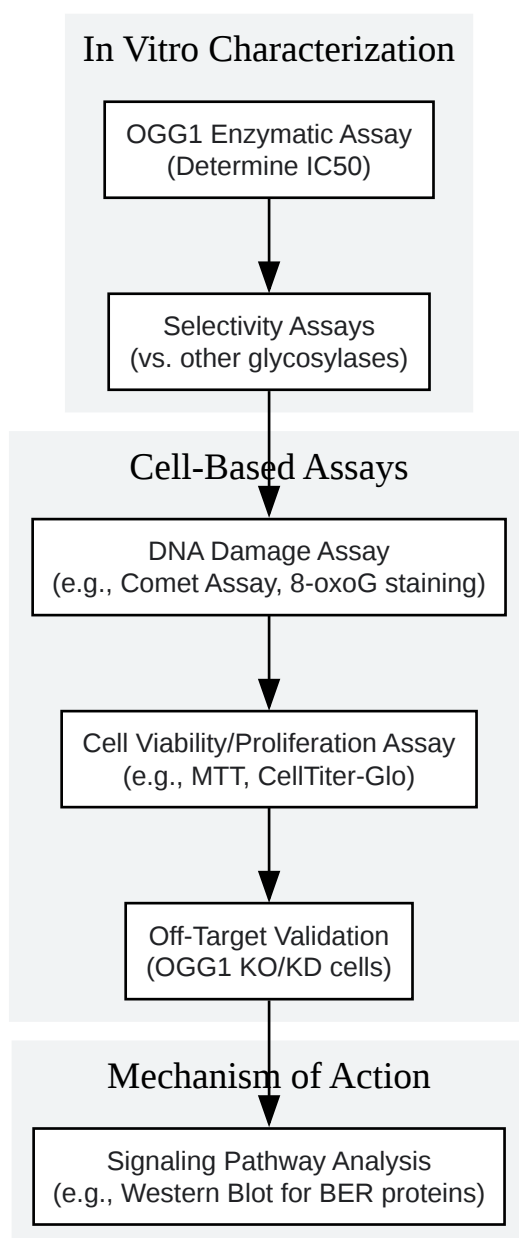 In Vitro Characterization
OGG1 Enzymatic Assay
(Determine IC50)
Selectivity Assays
(vs. other glycosylases)
Cell-Based Assays
DNA Damage Assay
(e.g., Comet Assay, 8-oxoG staining)
Cell Viability/Proliferation Assay
(e.g., MTT, CellTiter-Glo)
Off-Target Validation
(OGG1 KO/KD cells)
Mechanism of Action
Signaling Pathway Analysis
(e.g., Western Blot for BER proteins)